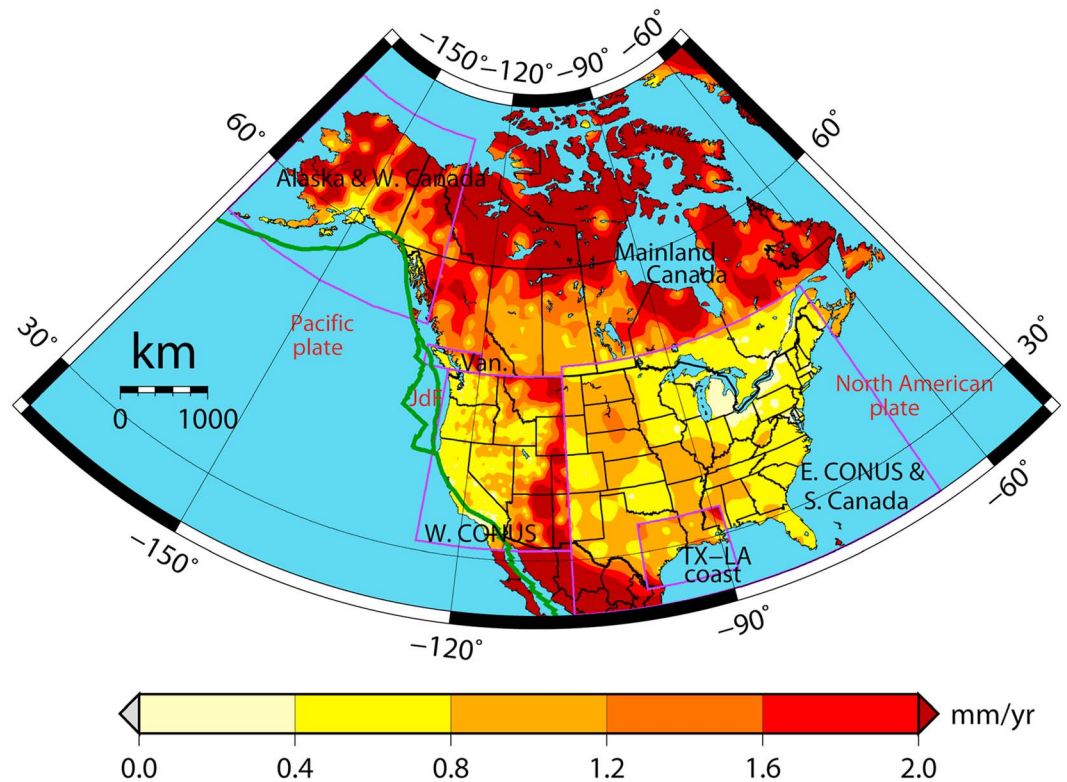 −150° −120° −90° −60°
60° 60°
Alaska & W. Canada
Mainland
Canada
Pacific
plate
30° 30°
km
0 1000
Van.
JdF
North American
plate
E. CONUS &
S. Canada
W. CONUS
TX−LA
coast
−150° −60°
−120° −90°
mm/yr
0.0 0.4 0.8 1.2 1.6 2.0